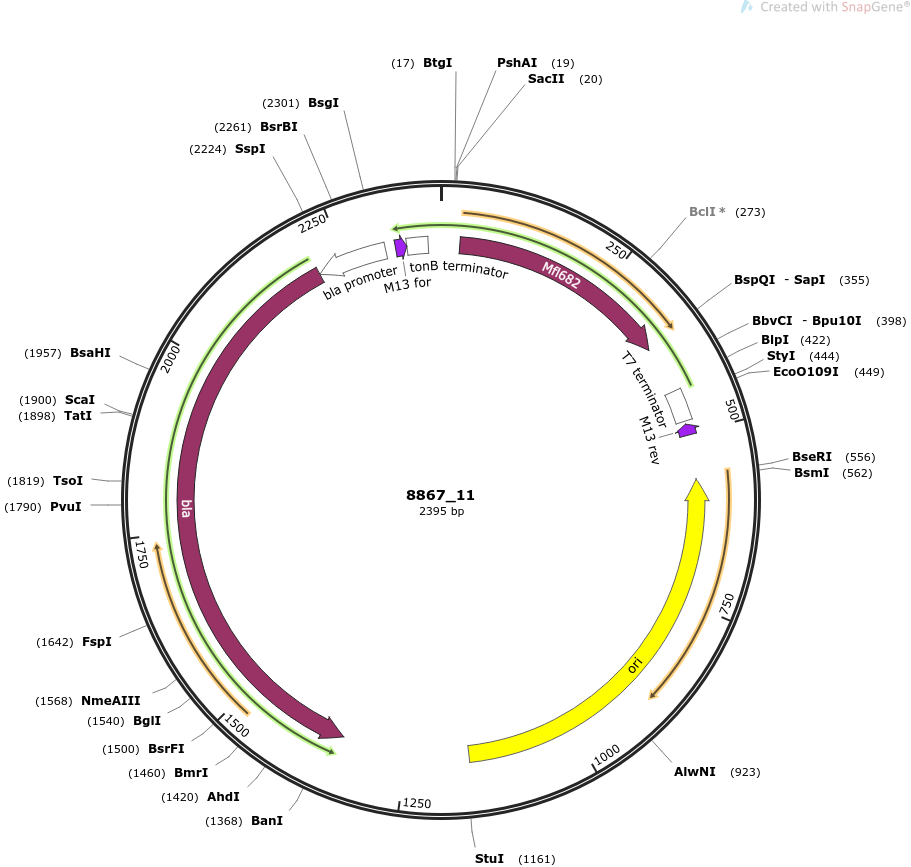 Created with SnapGene®
(17) BtgI
PshAI (19)
SacII (20)
(2301) BsgI
(2261) BsrBI
(2224) SspI
BclI * (273)
2250
250
tonB terminator
bla promoter
M13 for
Mfl682
BspQI - SapI (355)
BbvCI - Bpu10I (398)
BlpI (422)
StyI (444)
EcoO109I (449)
(1957) BsaHI
2000
T7 terminator
(1900) ScaI
(1898) TatI
500
M13 rev
BseRI (556)
BsmI (562)
(1819) TsoI
(1790) PvuI
bla
8867_11
2395 bp
1750
750
(1642) FspI
ori
(1568) NmeAIII
(1540) BglI
1500
(1500) BsrFI
1000
(1460) BmrI
AlwNI (923)
(1420) AhdI
1250
(1368) BanI
StuI (1161)